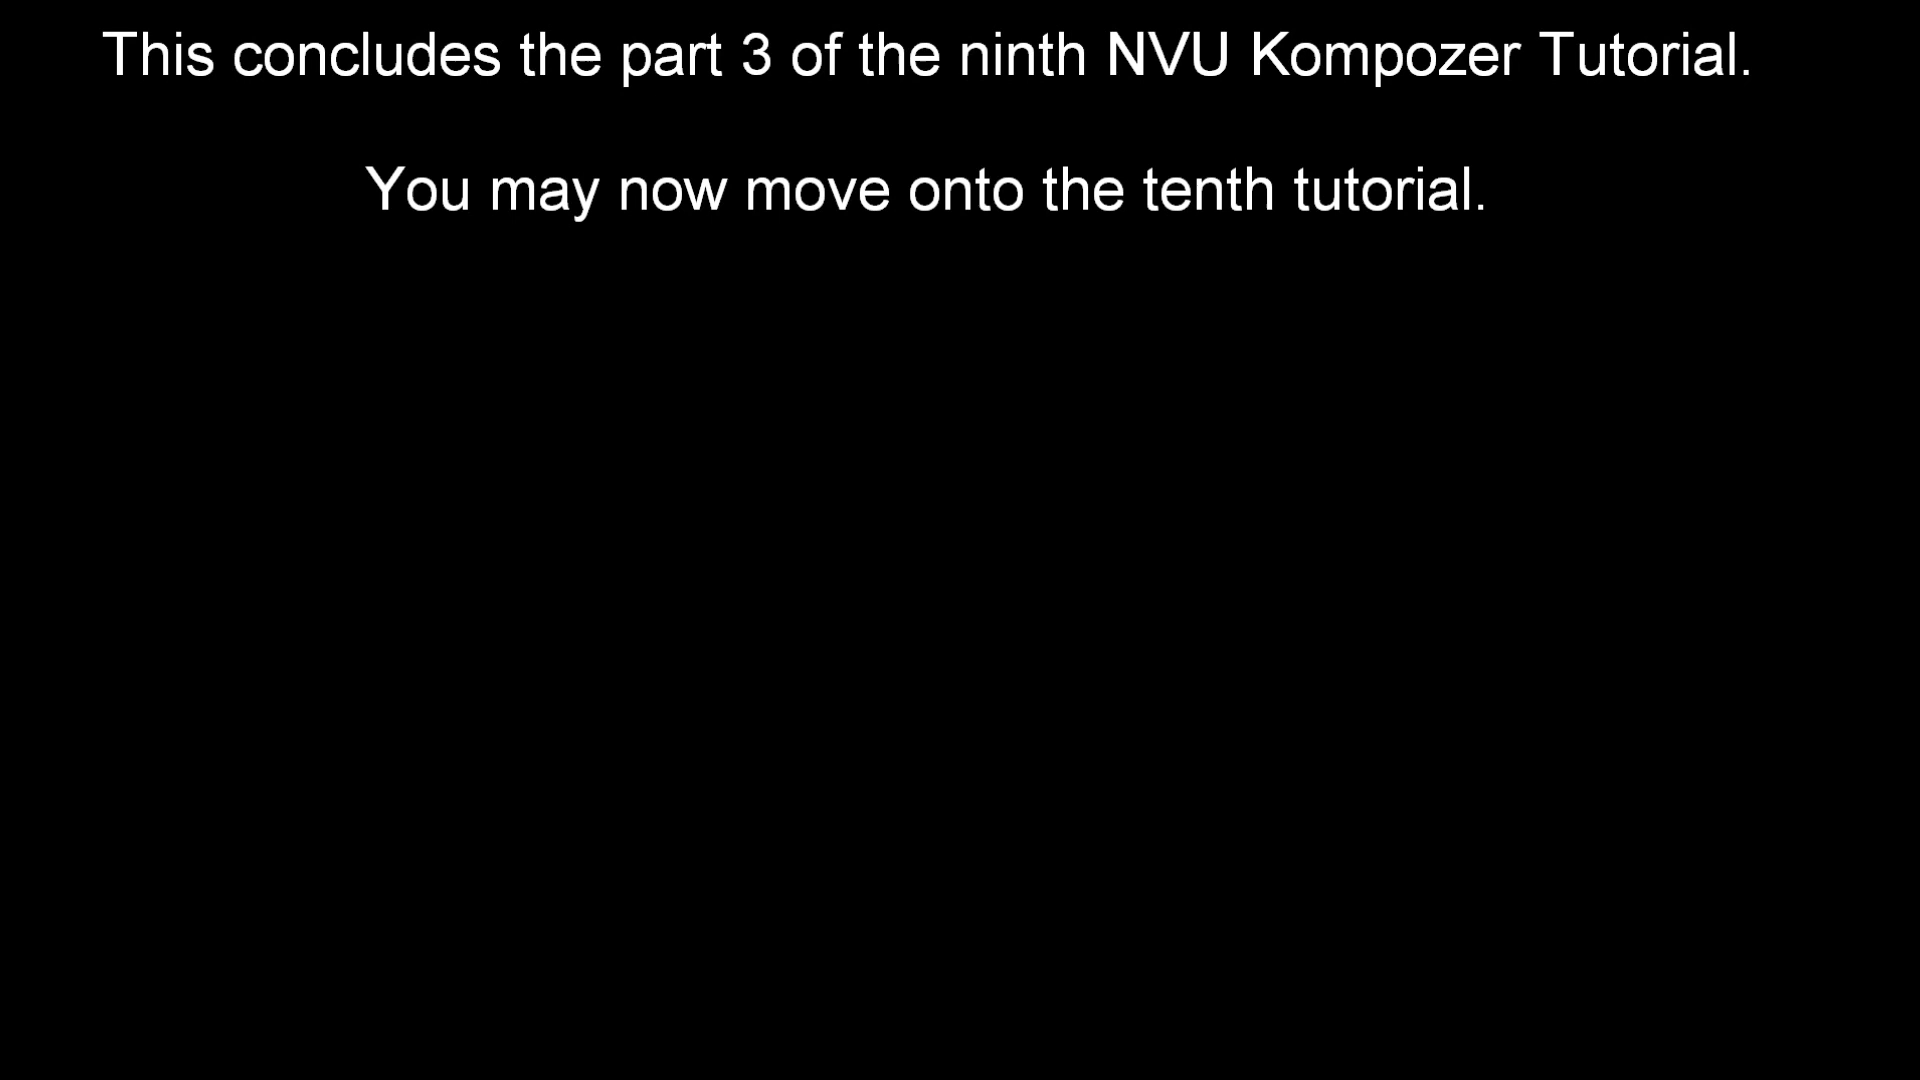 This concludes the part 3 of the ninth NVU Kompozer Tutorial.
You may now move onto the tenth tutorial.